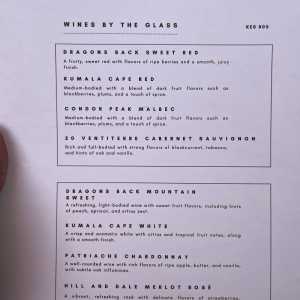 WINES BY THE GLASS
KES 800
DRAGONS BACK SWEET RED
A fruity, sweet red with flavors of ripe berries and a smooth, juicy
finish.
KUMALA CAPE RED
Medium-bodied with a blend of dark fruit flavors such as
blackberries, plums, and a touch of spice.
CONDOR PEAK MALBEC
Medium-bodied with a blend of dark fruit flavors such as
blackberries, plums, and a touch of spice.
20 VENTITERRE CABERNET SAUVIGNON
Rich and full-bodied with strong flavors of blackcurrant, tobacco,
and hints of oak and vanilla.
DRAGONS BACK MOUNTAIN
SWEET
A refreshing, light-bodied wine with sweet fruit flavors, including hints
of peach, apricot, and citrus zest.
KUMALA CAPE WHITE
A crisp and aromatic white with citrus and tropical fruit notes, along
with a smooth finish.
PATRIACHE CHARDONNAY
A well-rounded wine with rich flavors of ripe apple, butter, and vanilla,
with subtle oak influences.
HILL AND DALE MERLOT ROSÉ
A vibrant, refreshing rosé with delicate flavors of strawberries,